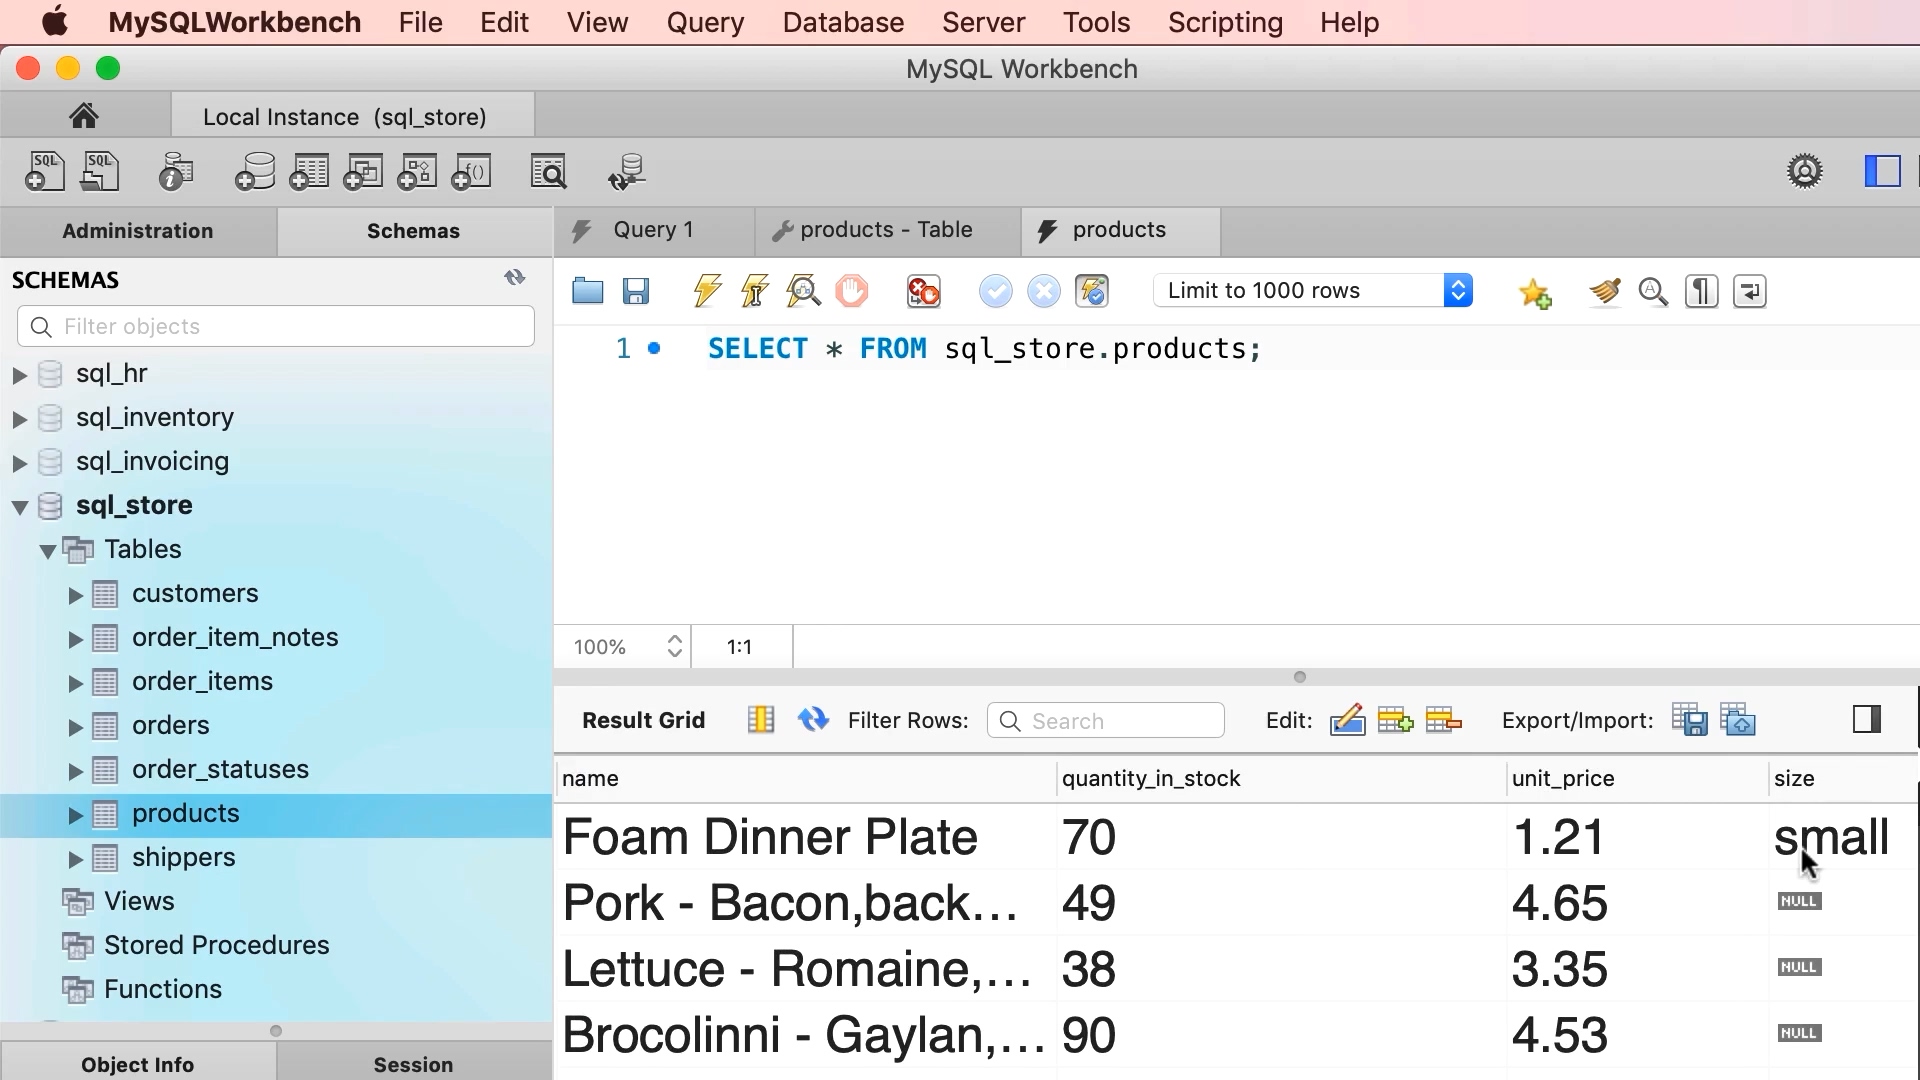 MySQLWorkbench File Edit View Query Database Server Tools Scripting Help
MySQL Workbench
Local Instance (sql_store)
SQL SQL
Administration Schemas Query 1 products - Table products
SCHEMAS
Filter objects
Limit to 1000 rows
1 SELECT * FROM sql_store.products;
sql_hr
sql_inventory
sql_invoicing
sql_store
Tables
customers
order_item_notes
order_items
orders
order_statuses
products
shippers
Views
Stored Procedures
Functions
Object Info Session
100% 1:1
Result Grid Filter Rows: Search Edit: Export/Import:
name quantity_in_stock unit_price size
Foam Dinner Plate 70 1.21 small
Pork - Bacon,back... 49 4.65 NULL
Lettuce - Romaine,... 38 3.35 NULL
Brocolinni - Gaylan,... 90 4.53 NULL